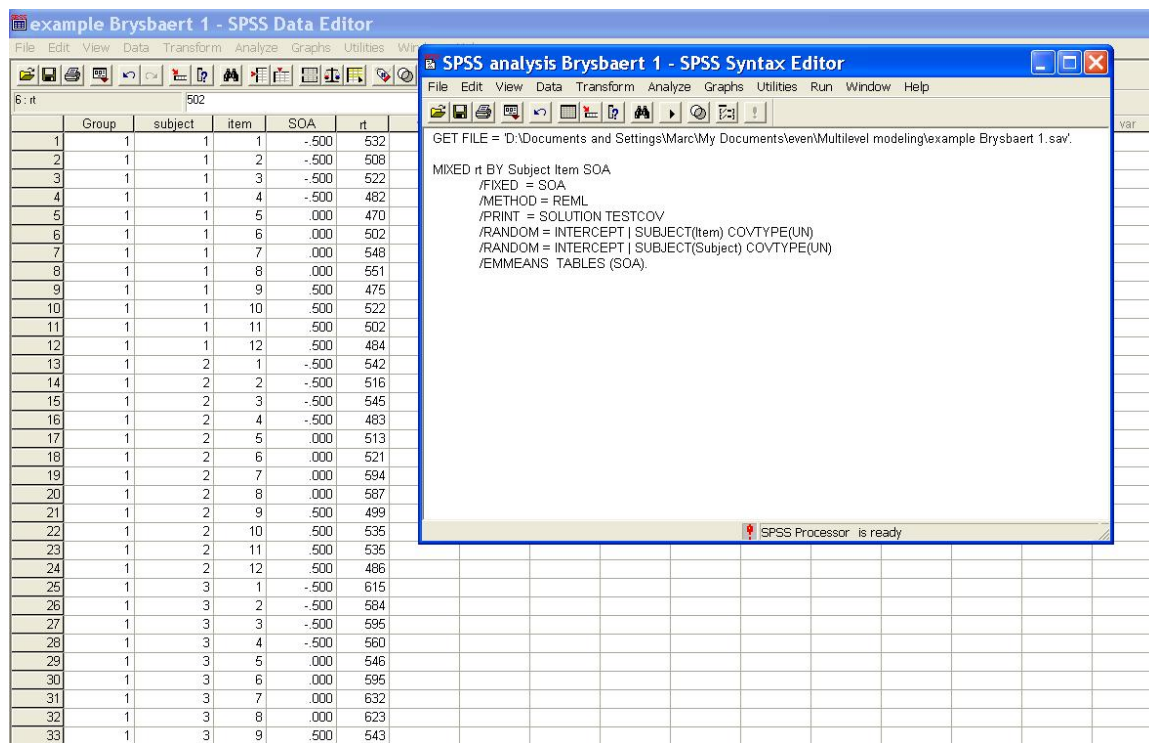 example Brysbaert 1 - SPSS Data Editor
File Edit View Data Transform Analyze Graphs Utilities
6 : rt 502
Group subject item SOA rt var
1 1 1 1 -.500 532
2 1 1 2 -.500 508
3 1 1 3 -.500 522
4 1 1 4 -.500 482
5 1 1 5 .000 470
6 1 1 6 .000 502
7 1 1 7 .000 548
8 1 1 8 .000 551
9 1 1 9 .500 475
10 1 1 10 .500 522
11 1 1 11 .500 502
12 1 1 12 .500 484
13 1 2 1 -.500 542
14 1 2 2 -.500 516
15 1 2 3 -.500 545
16 1 2 4 -.500 483
17 1 2 5 .000 513
18 1 2 6 .000 521
19 1 2 7 .000 594
20 1 2 8 .000 587
21 1 2 9 .500 499
22 1 2 10 .500 535
23 1 2 11 .500 535
24 1 2 12 .500 486
25 1 3 1 -.500 615
26 1 3 2 -.500 584
27 1 3 3 -.500 595
28 1 3 4 -.500 560
29 1 3 5 .000 546
30 1 3 6 .000 595
31 1 3 7 .000 632
32 1 3 8 .000 623
33 1 3 9 .500 543
SPSS analysis Brysbaert 1 - SPSS Syntax Editor
File Edit View Data Transform Analyze Graphs Utilities Run Window Help
GET FILE = 'D:\Documents and Settings\Marc\My Documents\even\Multilevel modeling\example Brysbaert 1.sav'.
MIXED rt BY Subject Item SOA
/FIXED = SOA
/METHOD = REML
/PRINT = SOLUTION TESTCOV
/RANDOM = INTERCEPT | SUBJECT(Item) COVTYPE(UN)
/RANDOM = INTERCEPT | SUBJECT(Subject) COVTYPE(UN)
/EMMEANS TABLES (SOA).
SPSS Processor is ready